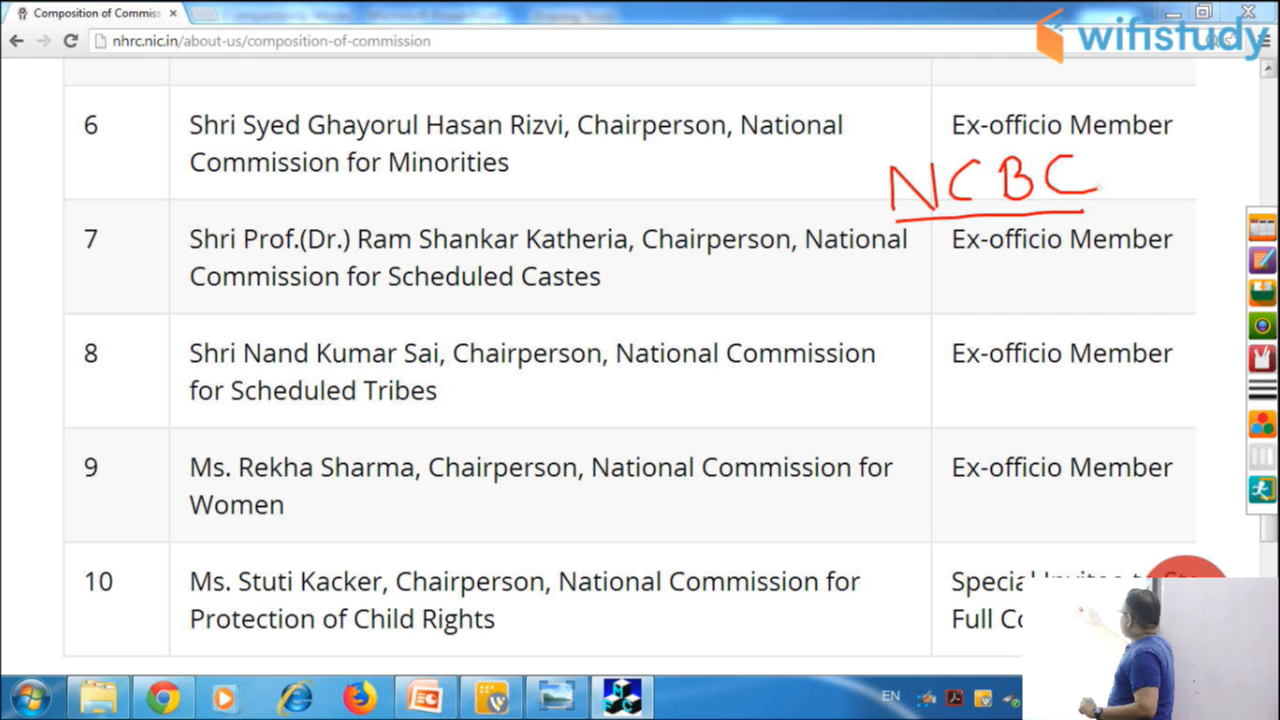 Composition of Commis
nhrc.nic.in/about-us/composition-of-commission
wifistudy
6 Shri Syed Ghayorul Hasan Rizvi, Chairperson, National Ex-officio Member
Commission for Minorities
NCBC
7 Shri Prof.(Dr.) Ram Shankar Katheria, Chairperson, National Ex-officio Member
Commission for Scheduled Castes
8 Shri Nand Kumar Sai, Chairperson, National Commission Ex-officio Member
for Scheduled Tribes
9 Ms. Rekha Sharma, Chairperson, National Commission for Ex-officio Member
Women
10 Ms. Stuti Kacker, Chairperson, National Commission for Special
Protection of Child Rights Full
EN